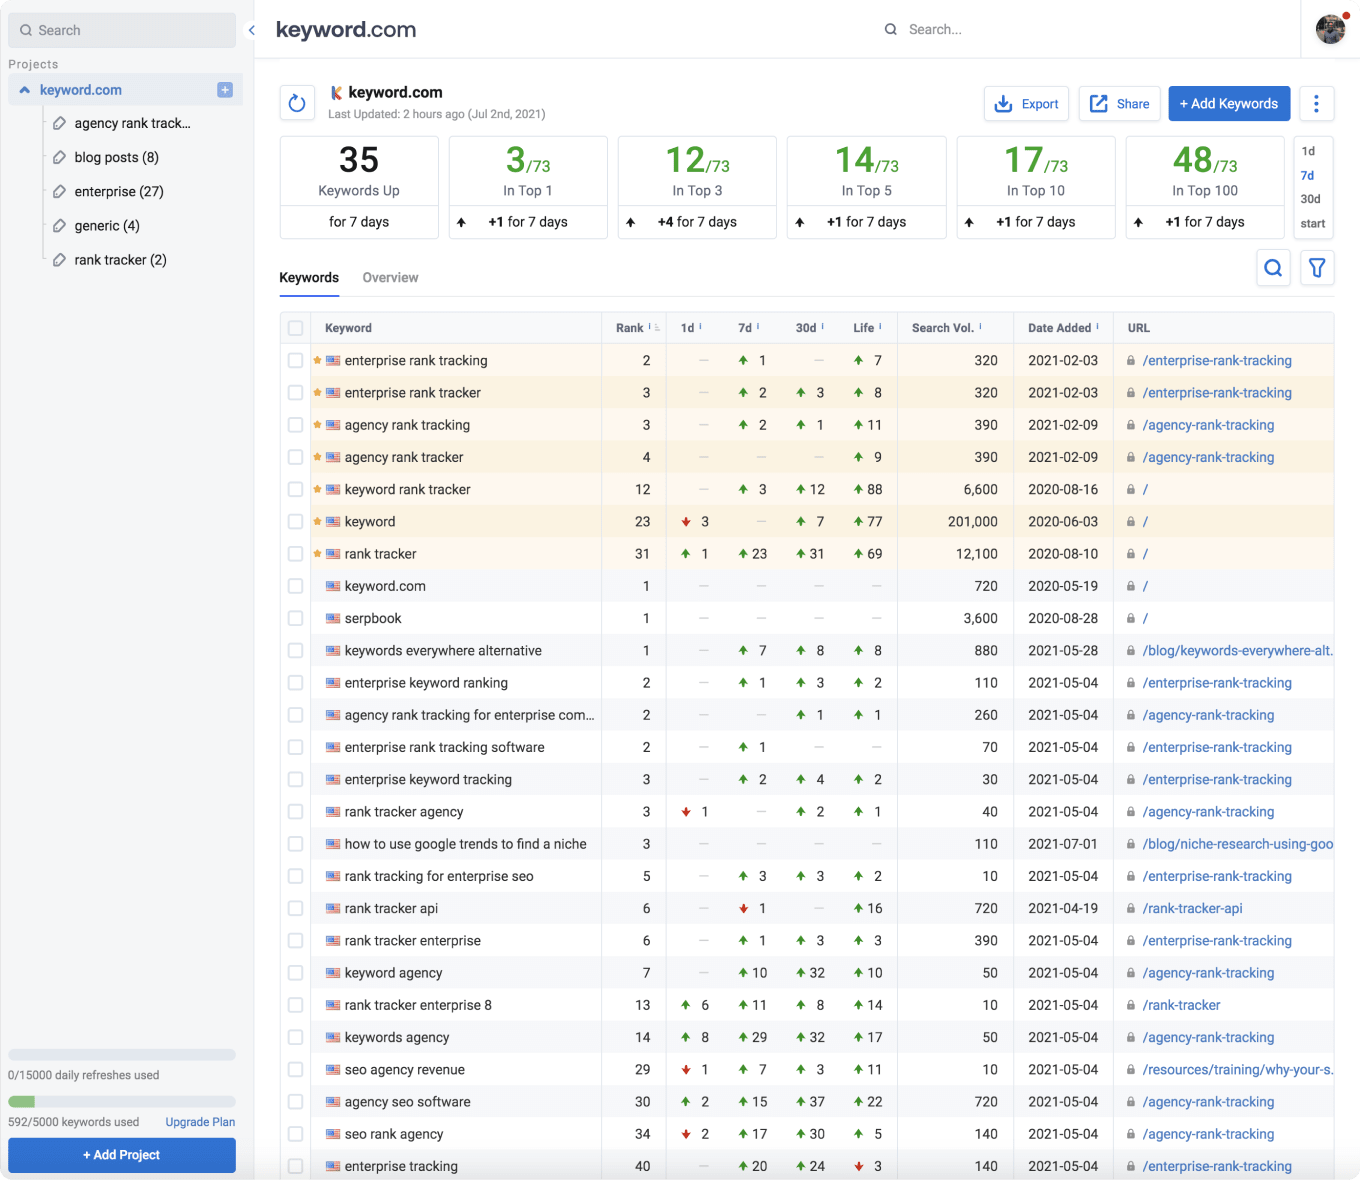 Search
keyword.com
Search...
Projects
keyword.com
agency rank track...
blog posts (8)
enterprise (27)
generic (4)
rank tracker (2)
0/15000 daily refreshes used
592/5000 keywords used Upgrade Plan
+ Add Project
keyword.com
Last Updated: 2 hours ago (Jul 2nd, 2021)
Export Share + Add Keywords
35 3/73 12/73 14/73 17/73 48/73
Keywords Up In Top 1 In Top 3 In Top 5 In Top 10 In Top 100
for 7 days +1 for 7 days +4 for 7 days +1 for 7 days +1 for 7 days +1 for 7 days
1d
7d
30d
start
Keywords Overview
Keyword Rank i 1d i 7d i 30d i Life i Search Vol. i Date Added i URL
enterprise rank tracking 2 — 1 — 7 320 2021-02-03 /enterprise-rank-tracking
enterprise rank tracker 3 — 2 3 8 320 2021-02-03 /enterprise-rank-tracking
agency rank tracking 3 — 2 1 11 390 2021-02-09 /agency-rank-tracking
agency rank tracker 4 — — — 9 390 2021-02-09 /agency-rank-tracking
keyword rank tracker 12 — 3 12 88 6,600 2020-08-16 /
keyword 23 3 — 7 77 201,000 2020-06-03 /
rank tracker 31 1 23 31 69 12,100 2020-08-10 /
keyword.com 1 — — — — 720 2020-05-19 /
serpbook 1 — — — — 3,600 2020-08-28 /
keywords everywhere alternative 1 — 7 8 8 880 2021-05-28 /blog/keywords-everywhere-alt.
enterprise keyword ranking 2 — 1 3 2 110 2021-05-04 /enterprise-rank-tracking
agency rank tracking for enterprise com... 2 — — 1 1 260 2021-05-04 /agency-rank-tracking
enterprise rank tracking software 2 — 1 — — 70 2021-05-04 /enterprise-rank-tracking
enterprise keyword tracking 3 — 2 4 2 30 2021-05-04 /enterprise-rank-tracking
rank tracker agency 3 1 — 2 1 40 2021-05-04 /agency-rank-tracking
how to use google trends to find a niche 3 — — — — 110 2021-07-01 /blog/niche-research-using-goo
rank tracking for enterprise seo 5 — 3 3 2 10 2021-05-04 /enterprise-rank-tracking
rank tracker api 6 — 1 — 16 720 2021-04-19 /rank-tracker-api
rank tracker enterprise 6 — 1 3 3 390 2021-05-04 /enterprise-rank-tracking
keyword agency 7 — 10 32 10 50 2021-05-04 /agency-rank-tracking
rank tracker enterprise 8 13 6 11 8 14 10 2021-05-04 /rank-tracker
keywords agency 14 8 29 32 17 50 2021-05-04 /agency-rank-tracking
seo agency revenue 29 1 7 3 11 10 2021-05-04 /resources/training/why-your-s.
agency seo software 30 2 15 37 22 720 2021-05-04 /agency-rank-tracking
seo rank agency 34 2 17 30 5 140 2021-05-04 /agency-rank-tracking
enterprise tracking 40 — 20 24 3 140 2021-05-04 /enterprise-rank-tracking